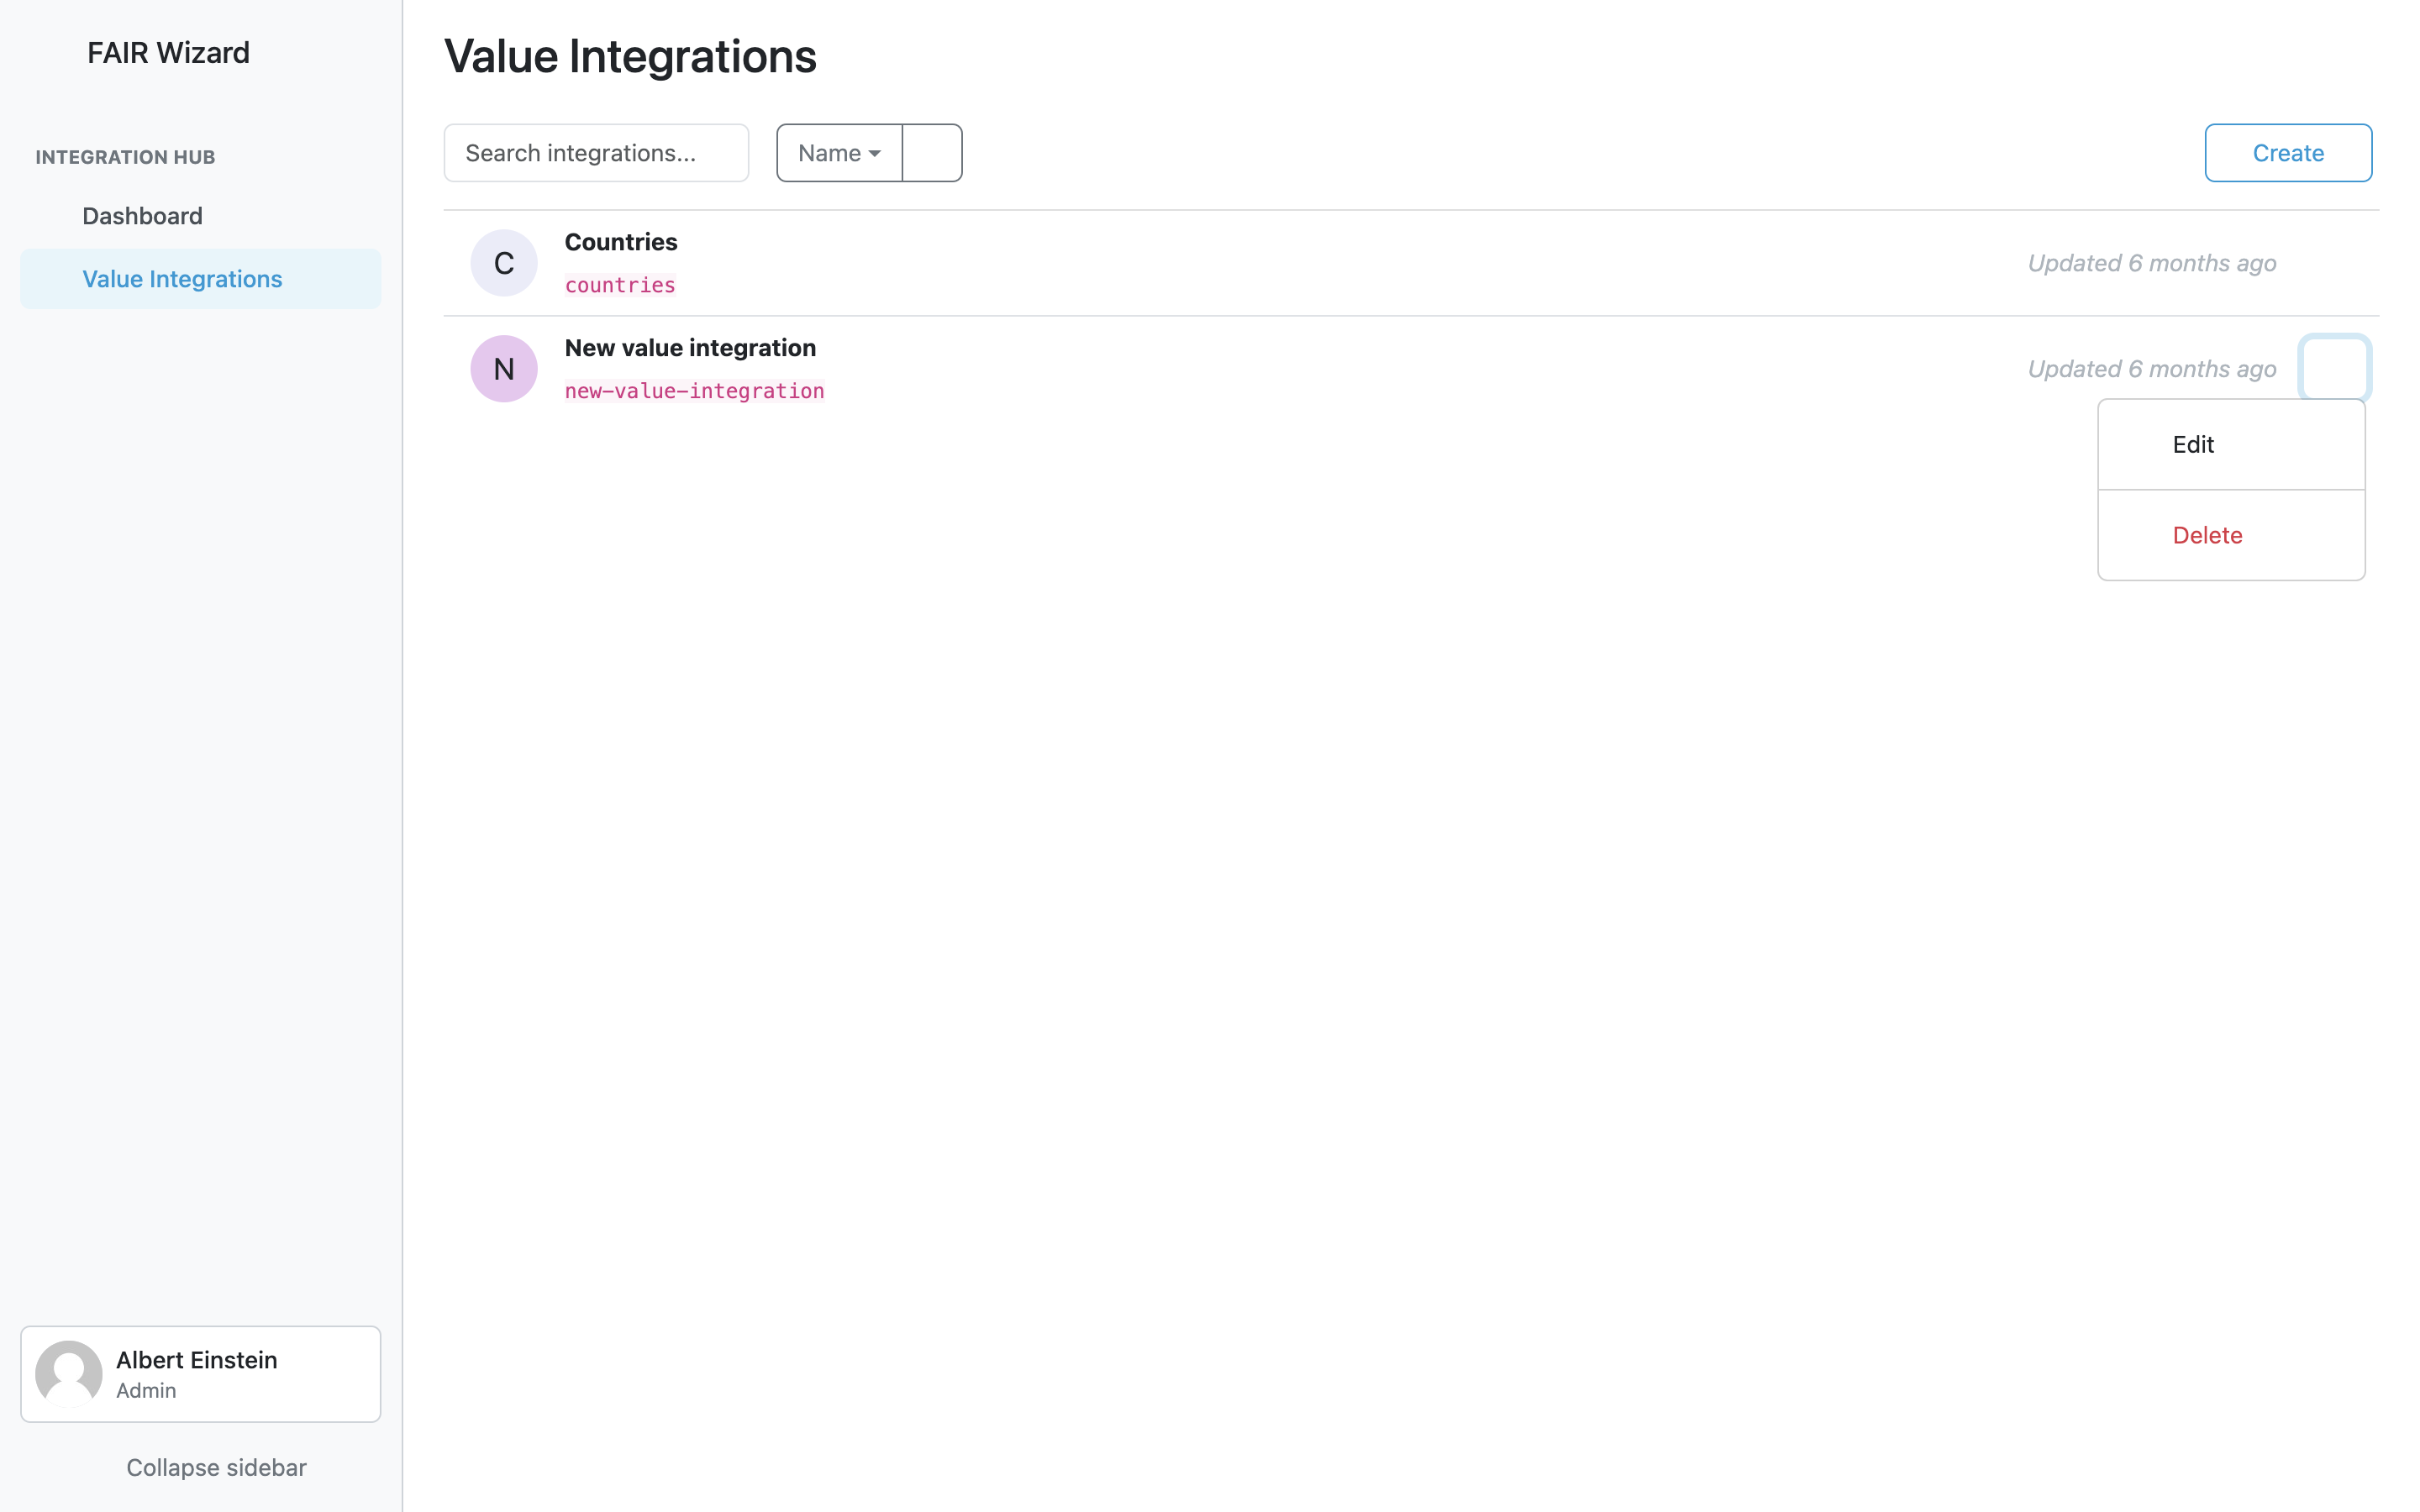 FAIR Wizard
INTEGRATION HUB
Dashboard
Value Integrations
Albert Einstein
Admin
Collapse sidebar
Value Integrations
Search integrations...
Name
Create
C
Countries
countries
Updated 6 months ago
N
New value integration
new-value-integration
Updated 6 months ago
Edit
Delete